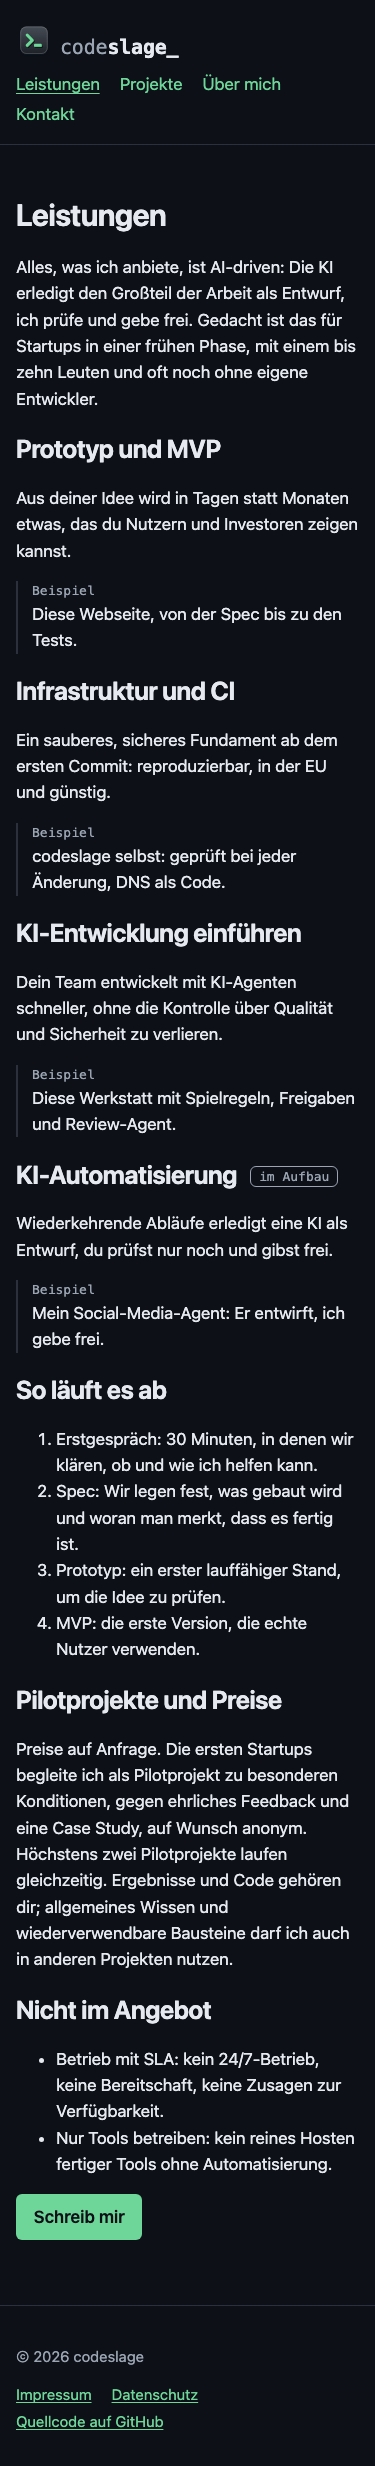 codeslage_
Leistungen Projekte Über mich
Kontakt
Leistungen
Alles, was ich anbiete, ist AI-driven: Die KI
erledigt den Großteil der Arbeit als Entwurf,
ich prüfe und gebe frei. Gedacht ist das für
Startups in einer frühen Phase, mit einem bis
zehn Leuten und oft noch ohne eigene
Entwickler.
Prototyp und MVP
Aus deiner Idee wird in Tagen statt Monaten
etwas, das du Nutzern und Investoren zeigen
kannst.
Beispiel
Diese Webseite, von der Spec bis zu den
Tests.
Infrastruktur und CI
Ein sauberes, sicheres Fundament ab dem
ersten Commit: reproduzierbar, in der EU
und günstig.
Beispiel
codeslage selbst: geprüft bei jeder
Änderung, DNS als Code.
KI-Entwicklung einführen
Dein Team entwickelt mit KI-Agenten
schneller, ohne die Kontrolle über Qualität
und Sicherheit zu verlieren.
Beispiel
Diese Werkstatt mit Spielregeln, Freigaben
und Review-Agent.
KI-Automatisierung im Aufbau
Wiederkehrende Abläufe erledigt eine KI als
Entwurf, du prüfst nur noch und gibst frei.
Beispiel
Mein Social-Media-Agent: Er entwirft, ich
gebe frei.
So läuft es ab
1. Erstgespräch: 30 Minuten, in denen wir
klären, ob und wie ich helfen kann.
2. Spec: Wir legen fest, was gebaut wird
und woran man merkt, dass es fertig
ist.
3. Prototyp: ein erster lauffähiger Stand,
um die Idee zu prüfen.
4. MVP: die erste Version, die echte
Nutzer verwenden.
Pilotprojekte und Preise
Preise auf Anfrage. Die ersten Startups
begleite ich als Pilotprojekt zu besonderen
Konditionen, gegen ehrliches Feedback und
eine Case Study, auf Wunsch anonym.
Höchstens zwei Pilotprojekte laufen
gleichzeitig. Ergebnisse und Code gehören
dir; allgemeines Wissen und
wiederverwendbare Bausteine darf ich auch
in anderen Projekten nutzen.
Nicht im Angebot
• Betrieb mit SLA: kein 24/7-Betrieb,
keine Bereitschaft, keine Zusagen zur
Verfügbarkeit.
• Nur Tools betreiben: kein reines Hosten
fertiger Tools ohne Automatisierung.
Schreib mir
© 2026 codeslage
Impressum Datenschutz
Quellcode auf GitHub